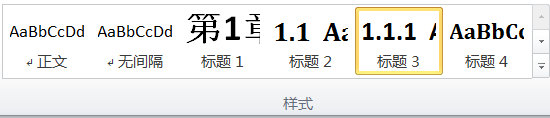 AaBbCcDd AaBbCcDd 第1章 1.1 Aa 1.1.1 A AaBbCc
↲ 正文 ↲ 无间隔 标题 1 标题 2 标题 3 标题 4
样式